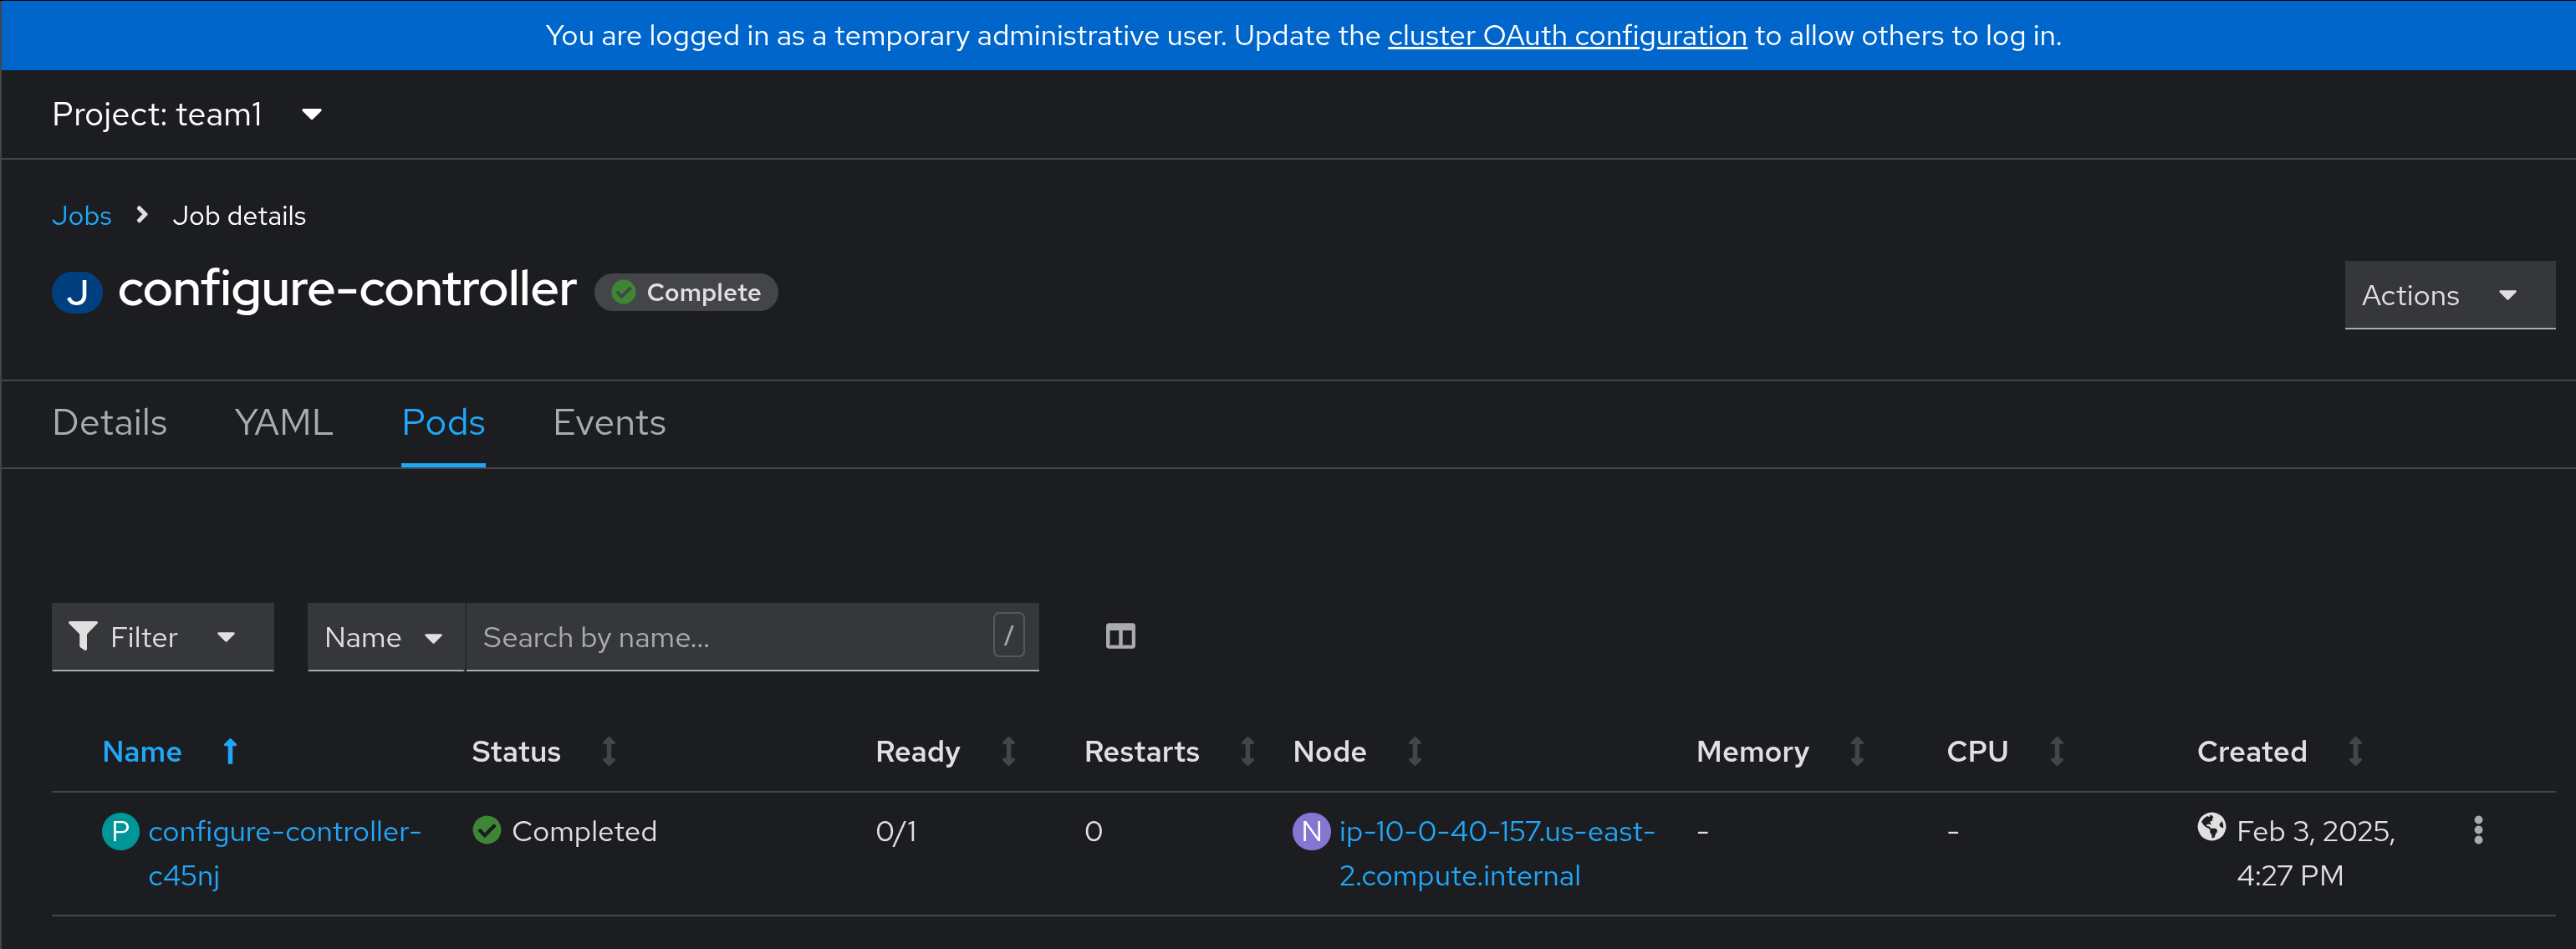 You are logged in as a temporary administrative user. Update the cluster OAuth configuration to allow others to log in.
Project: team1
Jobs > Job details
J configure-controller Complete
Actions
Details YAML Pods Events
Filter Name Search by name... /
Name Status Ready Restarts Node Memory CPU Created
P configure-controller- Completed 0/1 0 N ip-10-0-40-157.us-east- - - Feb 3, 2025,
c45nj 2.compute.internal 4:27 PM